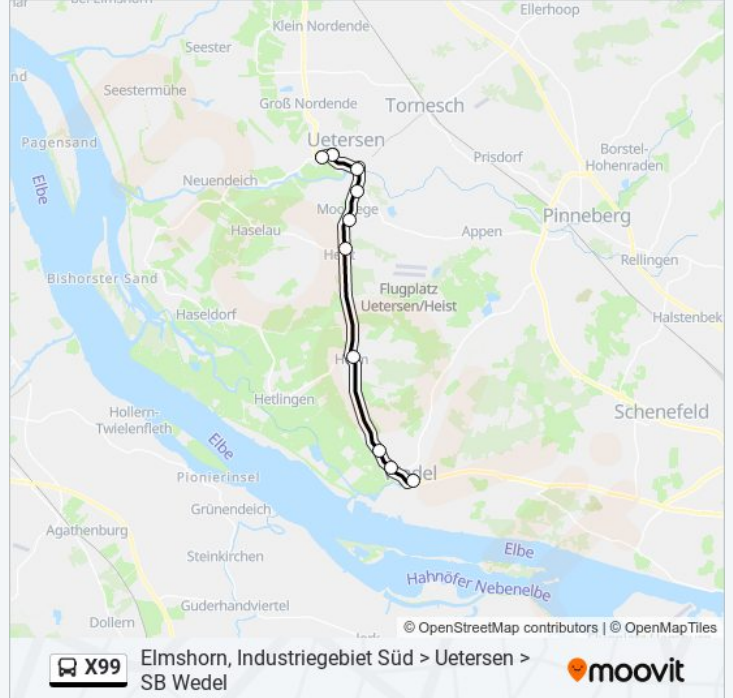 Ellerhoop
Klein Nordende
Seester
Seestermühe
Groß Nordende
Tornesch
Uetersen
Pagensand
Prisdorf
Borstel-
Hohenraden
Elbe
Neuendeich
Haselau
Appen
Pinneberg
Rellingen
Bishorster Sand
Flugplatz
Uetersen/Heist
Haseldorf
Halstenbek
Hetlingen
Hollern-
Twielenfleth
Schenefeld
Elbe
Plonierinsel
Grünendeich
Agathenburg
Steinkirchen
Elbe
Hahnöfer Nebenelbe
Guderhandviertel
Dollern
© OpenStreetMap contributors | © OpenMapTiles
X99
Elmshorn, Industriegebiet Süd > Uetersen >
SB Wedel
moovit